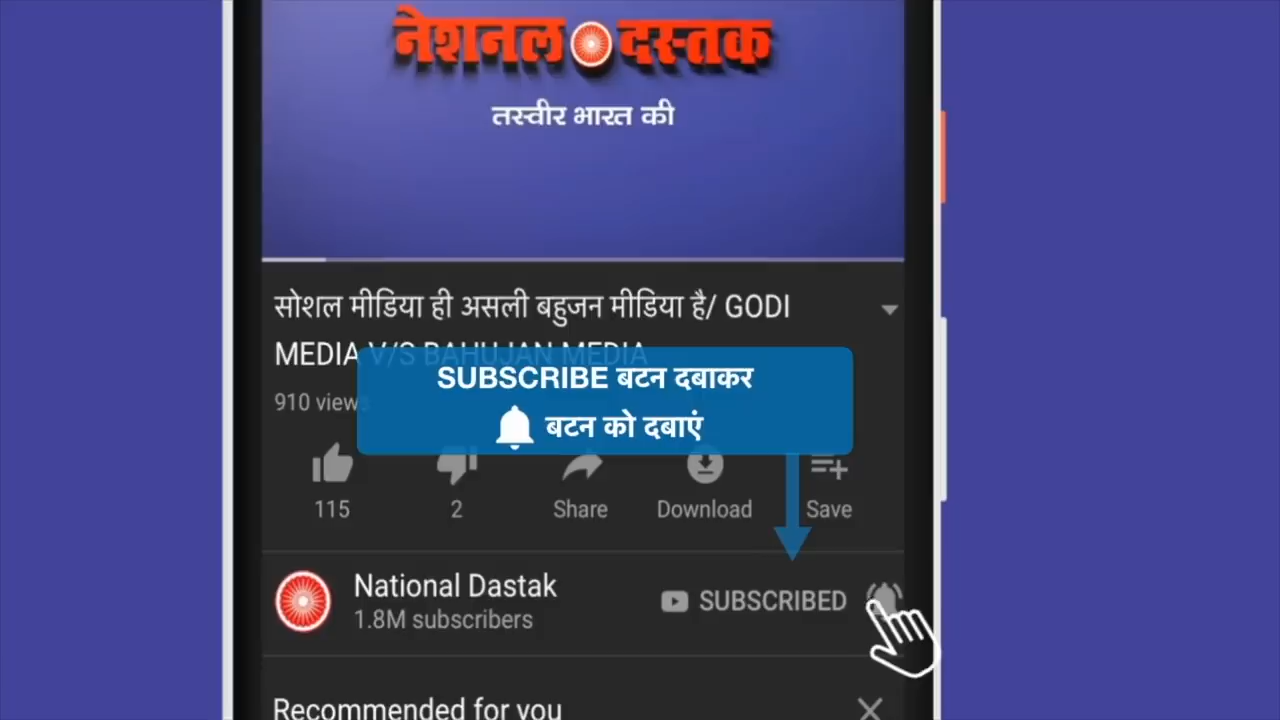 नेशनल दस्तक
तस्वीर भारत की
सोशल मीडिया ही असली बहुजन मीडिया है/ GODI
MEDIA V/S BAHUJAN MEDIA
910 views
SUBSCRIBE बटन दबाकर
बटन को दबाएं
115
2
Share
Download
Save
National Dastak
1.8M subscribers
SUBSCRIBED
Recommended for you